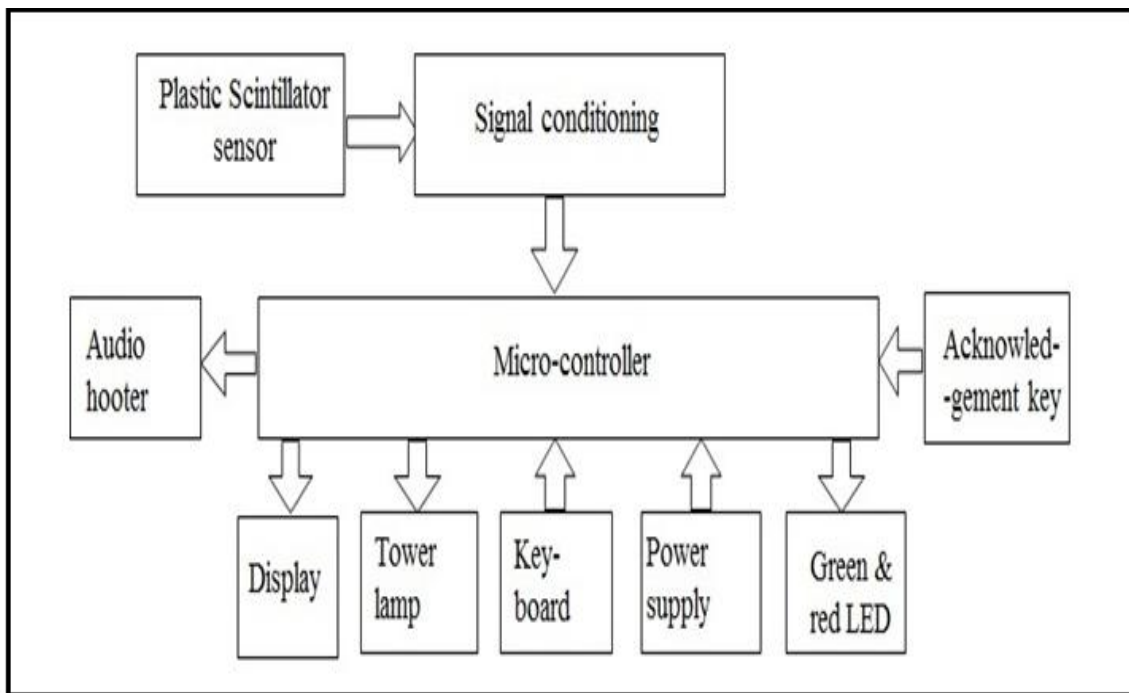 Plastic Scintillator
sensor
Signal conditioning
Audio
hooter
Micro-controller
Acknowled-
-gement key
Display
Tower
lamp
Key-
board
Power
supply
Green &
red LED